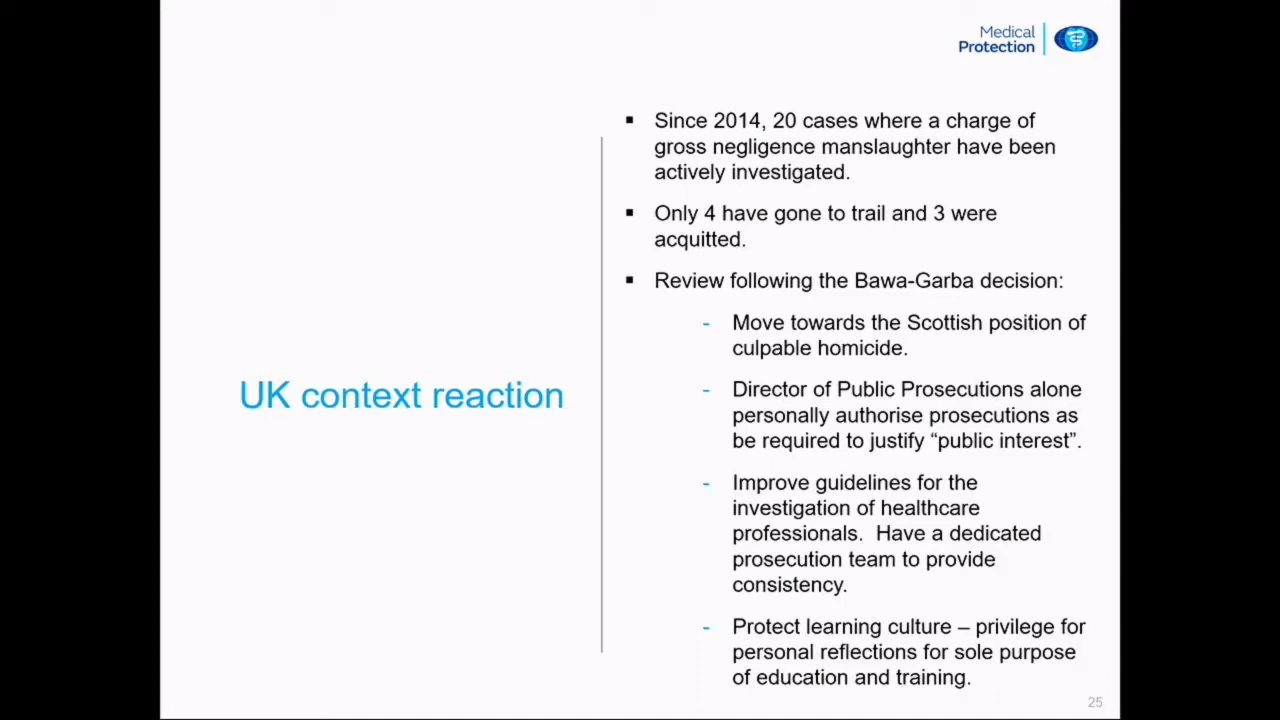 Medical
Protection
UK context reaction
▪ Since 2014, 20 cases where a charge of
gross negligence manslaughter have been
actively investigated.
▪ Only 4 have gone to trail and 3 were
acquitted.
▪ Review following the Bawa-Garba decision:
- Move towards the Scottish position of
culpable homicide.
- Director of Public Prosecutions alone
personally authorise prosecutions as
be required to justify “public interest”.
- Improve guidelines for the
investigation of healthcare
professionals.  Have a dedicated
prosecution team to provide
consistency.
- Protect learning culture – privilege for
personal reflections for sole purpose
of education and training.
25